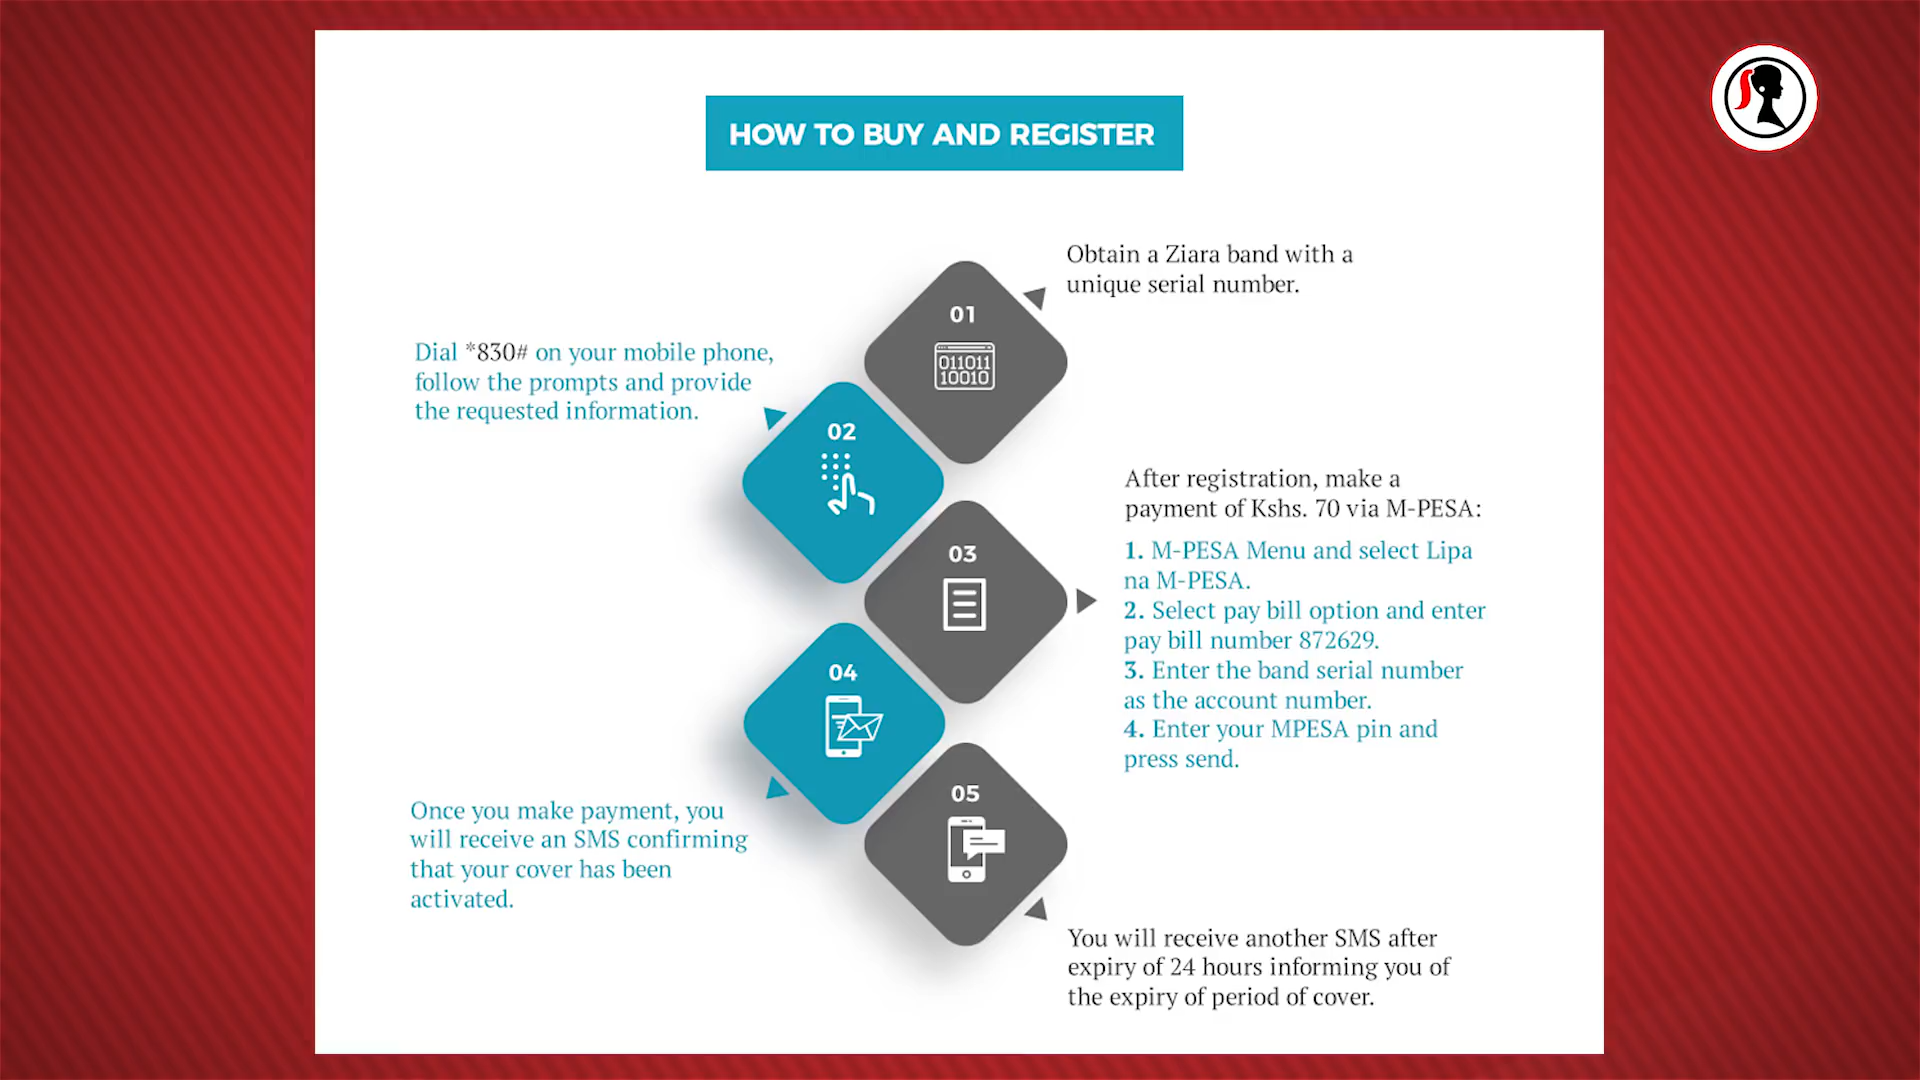 HOW TO BUY AND REGISTER
01
011011
10010
Obtain a Ziara band with a
unique serial number.
02
Dial *830# on your mobile phone,
follow the prompts and provide
the requested information.
03
After registration, make a
payment of Kshs. 70 via M-PESA:
1. M-PESA Menu and select Lipa
na M-PESA.
2. Select pay bill option and enter
pay bill number 872629.
3. Enter the band serial number
as the account number.
4. Enter your MPESA pin and
press send.
04
Once you make payment, you
will receive an SMS confirming
that your cover has been
activated.
05
You will receive another SMS after
expiry of 24 hours informing you of
the expiry of period of cover.